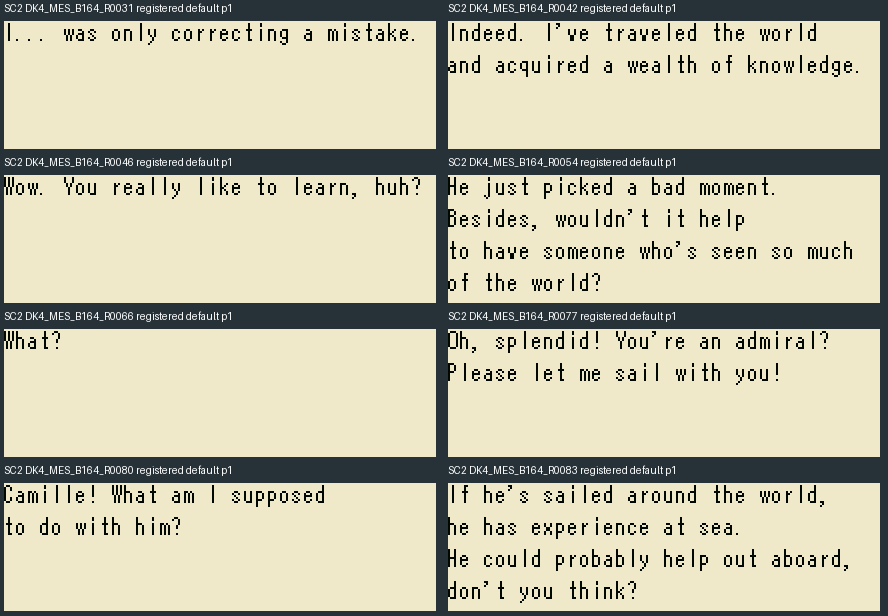 SC2 DK4_MES_B164_R0031 registered default p1
I... was only correcting a mistake.
SC2 DK4_MES_B164_R0042 registered default p1
Indeed. I've traveled the world
and acquired a wealth of knowledge.
SC2 DK4_MES_B164_R0046 registered default p1
Wow. You really like to learn, huh?
SC2 DK4_MES_B164_R0054 registered default p1
He just picked a bad moment.
Besides, wouldn't it help
to have someone who's seen so much
of the world?
SC2 DK4_MES_B164_R0066 registered default p1
What?
SC2 DK4_MES_B164_R0077 registered default p1
Oh, splendid! You're an admiral?
Please let me sail with you!
SC2 DK4_MES_B164_R0080 registered default p1
Camille! What am I supposed
to do with him?
SC2 DK4_MES_B164_R0083 registered default p1
If he's sailed around the world,
he has experience at sea.
He could probably help out aboard,
don't you think?